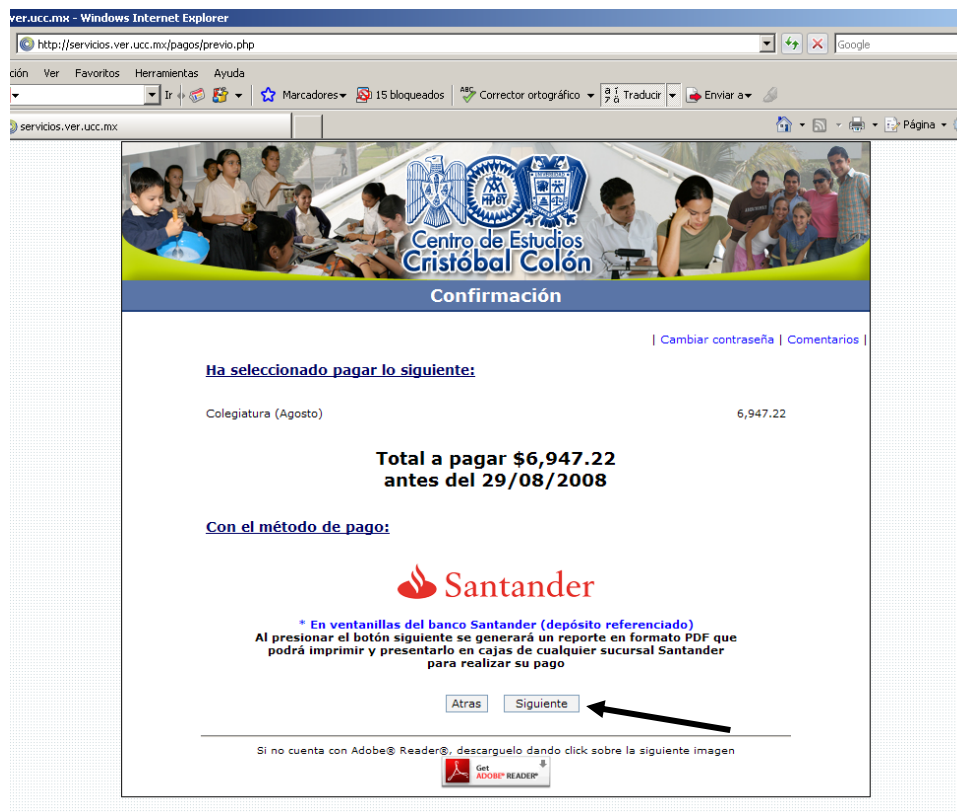 ver.ucc.mx - Windows Internet Explorer
http://servicios.ver.ucc.mx/pagos/previo.php
Google
ción Ver Favoritos Herramientas Ayuda
Ir Marcadores 15 bloqueados ABC Corrector ortográfico Traducir Enviar a
servicios.ver.ucc.mx
Página
Centro de Estudios
Cristóbal Colón
Confirmación
| Cambiar contraseña | Comentarios |
Ha seleccionado pagar lo siguiente:
Colegiatura (Agosto) 6,947.22
Total a pagar $6,947.22
antes del 29/08/2008
Con el método de pago:
Santander
* En ventanillas del banco Santander (depósito referenciado)
Al presionar el botón siguiente se generará un reporte en formato PDF que
podrá imprimir y presentarlo en cajas de cualquier sucursal Santander
para realizar su pago
Atras Siguiente
Si no cuenta con Adobe® Reader®, descarguelo dando click sobre la siguiente imagen
Get
ADOBE® READER®